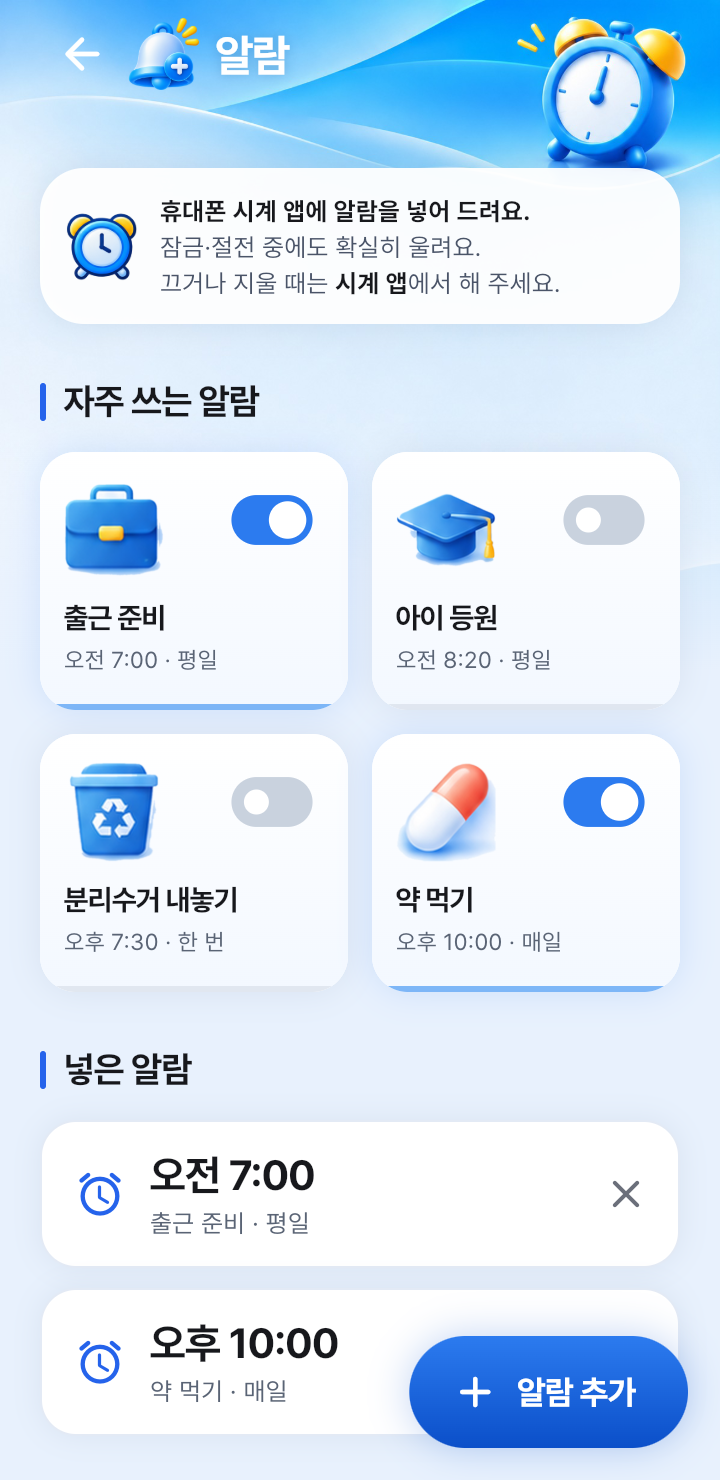 알람
휴대폰 시계 앱에 알람을 넣어 드려요.
잠금·절전 중에도 확실히 울려요.
끄거나 지울 때는 시계 앱에서 해 주세요.
자주 쓰는 알람
출근 준비
오전 7:00 · 평일
아이 등원
오전 8:20 · 평일
분리수거 내놓기
오후 7:30 · 한 번
약 먹기
오후 10:00 · 매일
넣은 알람
오전 7:00
출근 준비 · 평일
오후 10:00
약 먹기 · 매일
알람 추가